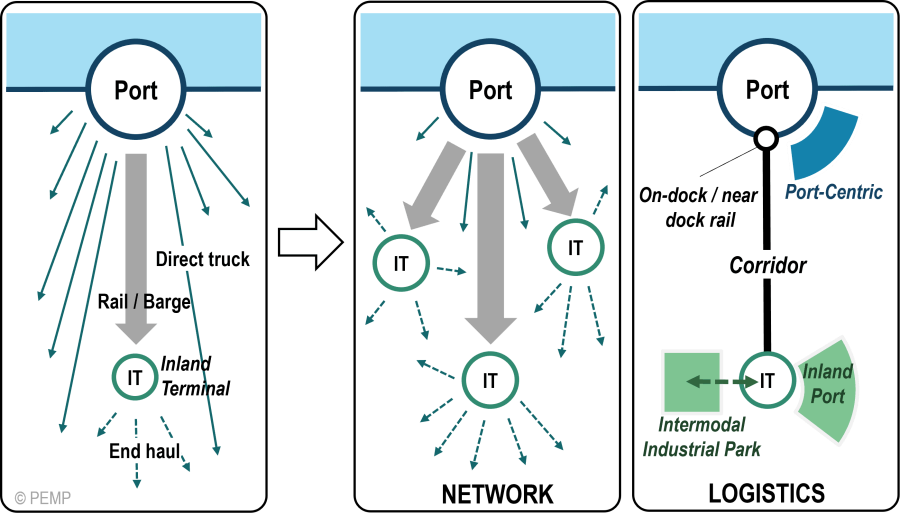 Port
Direct truck
Rail / Barge
IT
Inland
Terminal
End haul
© PEMP
Port
IT
IT
IT
NETWORK
Port
On-dock / near
dock rail
Port-Centric
Corridor
IT
Inland
Port
Intermodal
Industrial Park
LOGISTICS